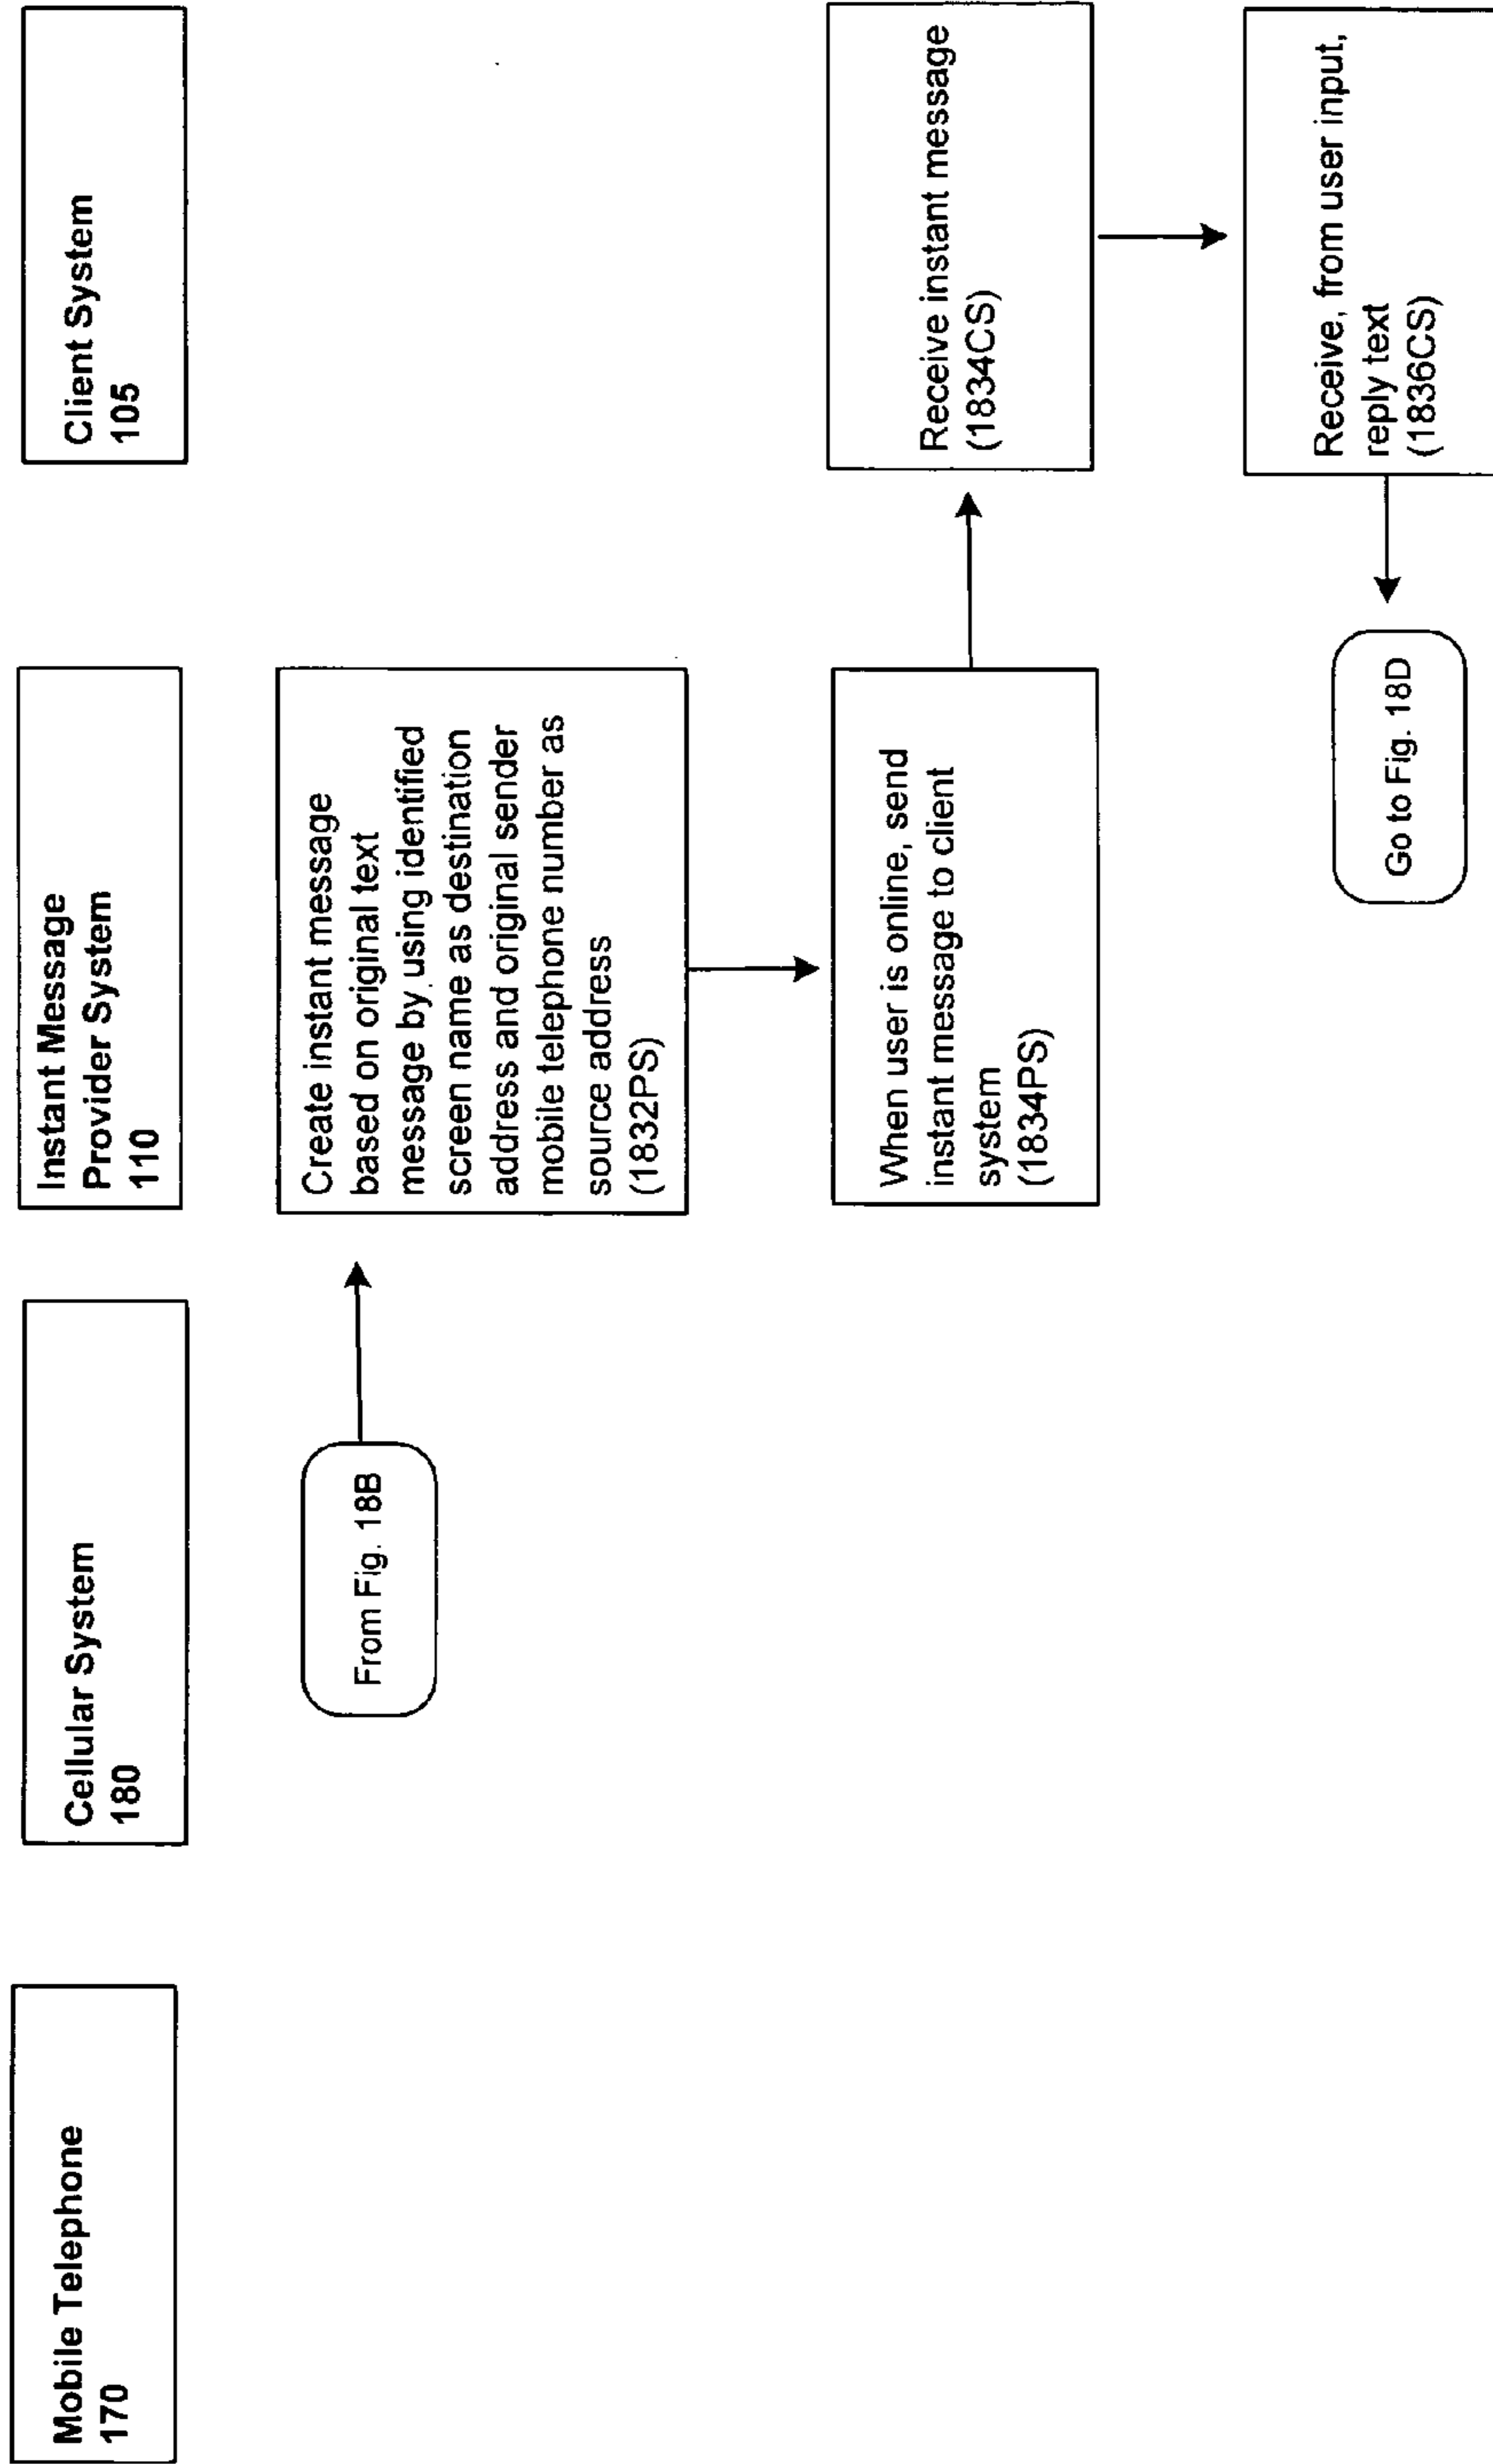 Mobile Telephone
170
Cellular System
180
Instant Message
Provider System
110
Client System
105
From Fig. 18B
Create instant message
based on original text
message by using identified
screen name as destination
address and original sender
mobile telephone number as
source address
(1832PS)
When user is online, send
instant message to client
system
(1834PS)
Receive instant message
(1834CS)
Receive, from user input,
reply text
(1836CS)
Go to Fig. 18D